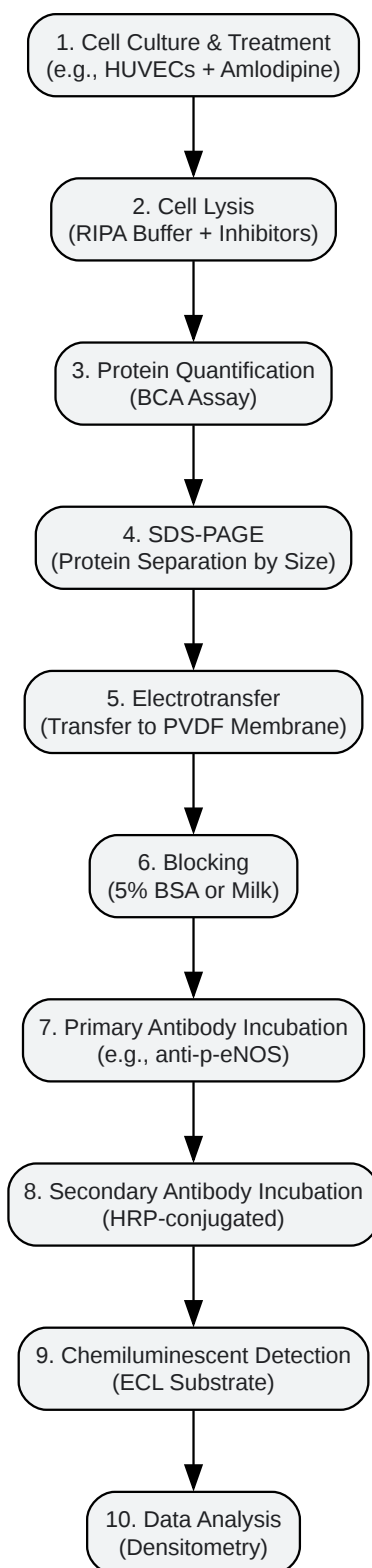 1. Cell Culture & Treatment
(e.g., HUVECs + Amlodipine)
2. Cell Lysis
(RIPA Buffer + Inhibitors)
3. Protein Quantification
(BCA Assay)
4. SDS-PAGE
(Protein Separation by Size)
5. Electrotransfer
(Transfer to PVDF Membrane)
6. Blocking
(5% BSA or Milk)
7. Primary Antibody Incubation
(e.g., anti-p-eNOS)
8. Secondary Antibody Incubation
(HRP-conjugated)
9. Chemiluminescent Detection
(ECL Substrate)
10. Data Analysis
(Densitometry)